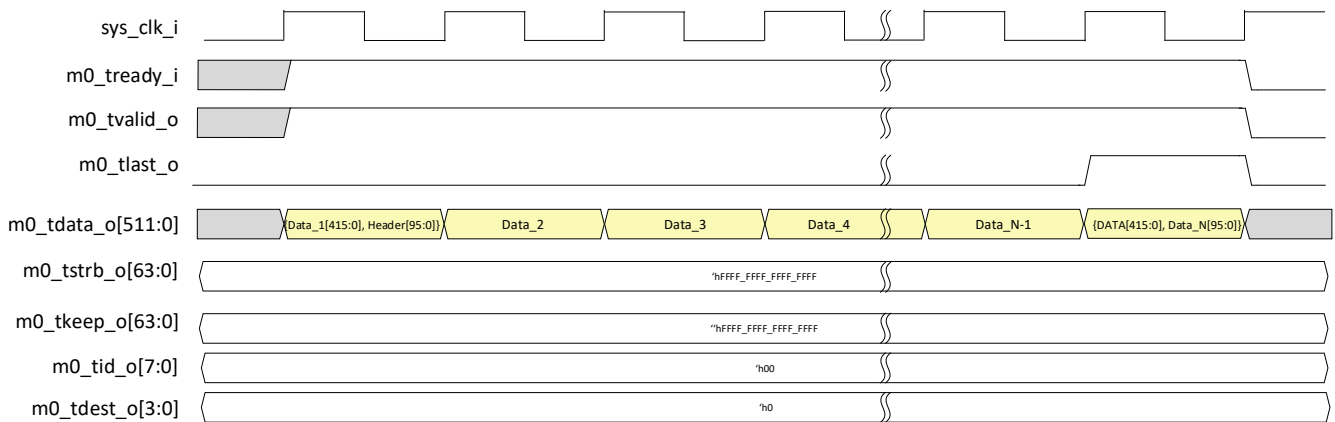 sys_clk_i
m0_tready_i
m0_tvalid_o
m0_tlast_o
m0_tdata_o[511:0] {Data_1[415:0], Header[95:0]} Data_2 Data_3 Data_4 Data_N-1 {DATA[415:0], Data_N[95:0]}
m0_tstrb_o[63:0] 'hFFFF_FFFF_FFFF_FFFF
m0_tkeep_o[63:0] ‘'hFFFF_FFFF_FFFF_FFFF
m0_tid_o[7:0] 'h00
m0_tdest_o[3:0] 'h0